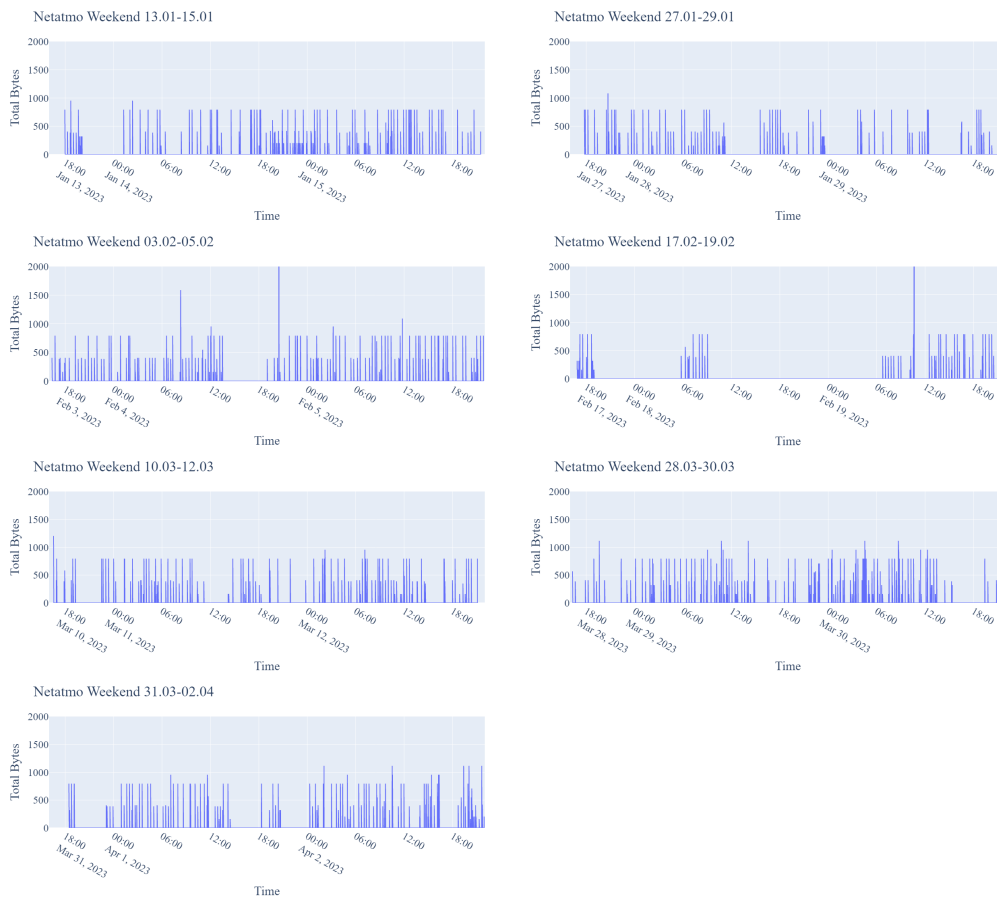 Netatmo Weekend 13.01-15.01
Total Bytes
2000
1500
1000
500
0
18:00
Jan 13, 2023
00:00
Jan 14, 2023
06:00
12:00
18:00
00:00
Jan 15, 2023
06:00
12:00
18:00
Time
Netatmo Weekend 27.01-29.01
Total Bytes
2000
1500
1000
500
0
18:00
Jan 27, 2023
00:00
Jan 28, 2023
06:00
12:00
18:00
00:00
Jan 29, 2023
06:00
12:00
18:00
Time
Netatmo Weekend 03.02-05.02
Total Bytes
2000
1500
1000
500
0
18:00
Feb 3, 2023
00:00
Feb 4, 2023
06:00
12:00
18:00
00:00
Feb 5, 2023
06:00
12:00
18:00
Time
Netatmo Weekend 17.02-19.02
Total Bytes
2000
1500
1000
500
0
18:00
Feb 17, 2023
00:00
Feb 18, 2023
06:00
12:00
18:00
00:00
Feb 19, 2023
06:00
12:00
18:00
Time
Netatmo Weekend 10.03-12.03
Total Bytes
2000
1500
1000
500
0
18:00
Mar 10, 2023
00:00
Mar 11, 2023
06:00
12:00
18:00
00:00
Mar 12, 2023
06:00
12:00
18:00
Time
Netatmo Weekend 28.03-30.03
Total Bytes
2000
1500
1000
500
0
18:00
Mar 28, 2023
00:00
Mar 29, 2023
06:00
12:00
18:00
00:00
Mar 30, 2023
06:00
12:00
18:00
Time
Netatmo Weekend 31.03-02.04
Total Bytes
2000
1500
1000
500
0
18:00
Mar 31, 2023
00:00
Apr 1, 2023
06:00
12:00
18:00
00:00
Apr 2, 2023
06:00
12:00
18:00
Time